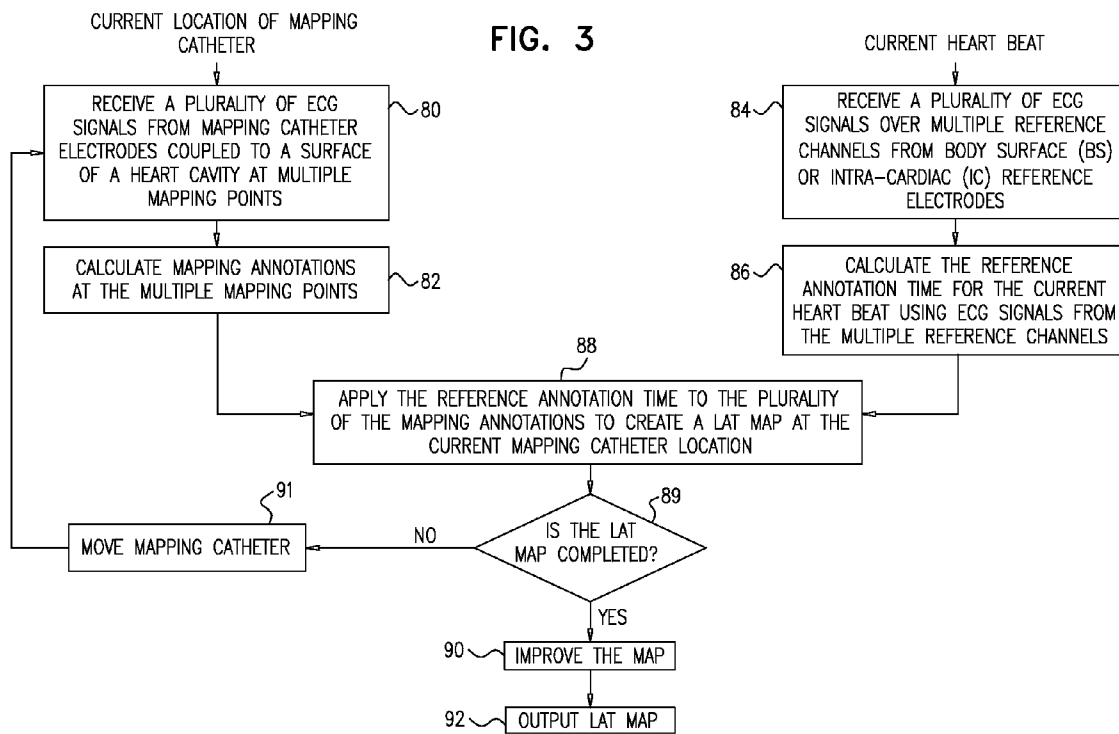 FIG. 3
CURRENT LOCATION OF MAPPING
CATHETER
80
RECEIVE A PLURALITY OF ECG
SIGNALS FROM MAPPING CATHETER
ELECTRODES COUPLED TO A SURFACE
OF A HEART CAVITY AT MULTIPLE
MAPPING POINTS
82
CALCULATE MAPPING ANNOTATIONS
AT THE MULTIPLE MAPPING POINTS
CURRENT HEART BEAT
84
RECEIVE A PLURALITY OF ECG
SIGNALS OVER MULTIPLE REFERENCE
CHANNELS FROM BODY SURFACE (BS)
OR INTRA-CARDIAC (IC) REFERENCE
ELECTRODES
86
CALCULATE THE REFERENCE
ANNOTATION TIME FOR THE CURRENT
HEART BEAT USING ECG SIGNALS FROM
THE MULTIPLE REFERENCE CHANNELS
88
APPLY THE REFERENCE ANNOTATION TIME TO THE PLURALITY
OF THE MAPPING ANNOTATIONS TO CREATE A LAT MAP AT THE
CURRENT MAPPING CATHETER LOCATION
89
IS THE LAT
MAP COMPLETED?
NO
91
MOVE MAPPING CATHETER
YES
90
IMPROVE THE MAP
92
OUTPUT LAT MAP